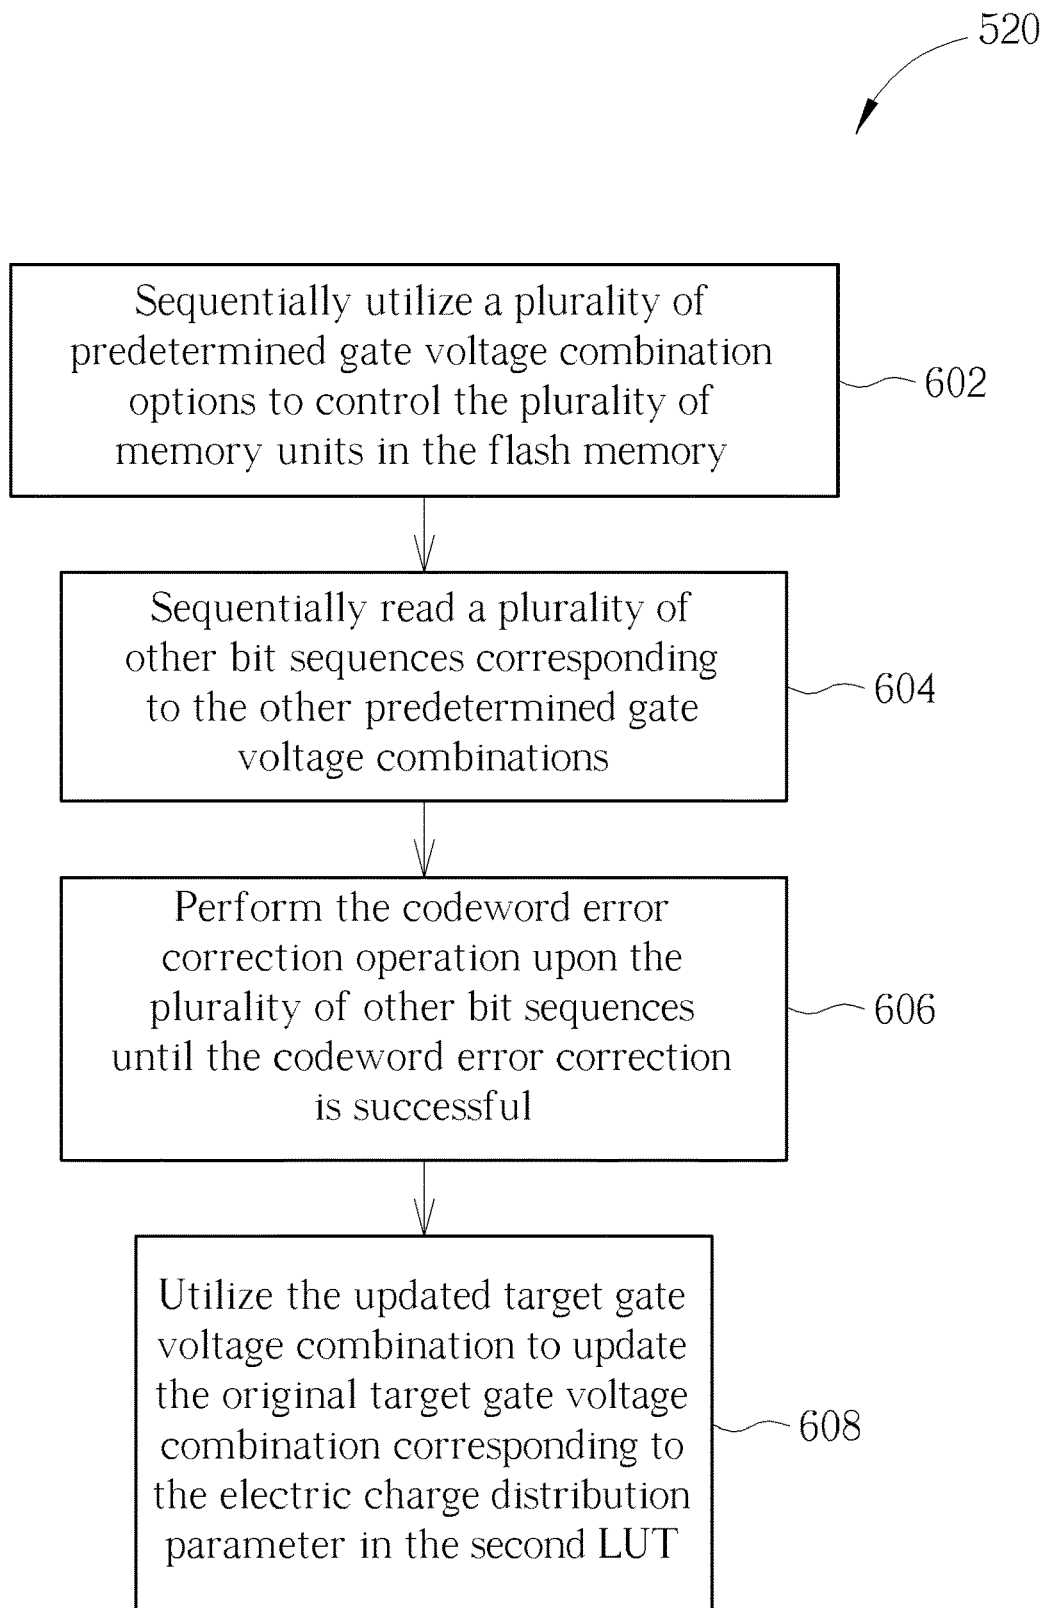 520
Sequentially utilize a plurality of
predetermined gate voltage combination
options to control the plurality of
memory units in the flash memory
602
Sequentially read a plurality of
other bit sequences corresponding
to the other predetermined gate
voltage combinations
604
Perform the codeword error
correction operation upon the
plurality of other bit sequences
until the codeword error correction
is successful
606
Utilize the updated target gate
voltage combination to update
the original target gate voltage
combination corresponding to
the electric charge distribution
parameter in the second LUT
608